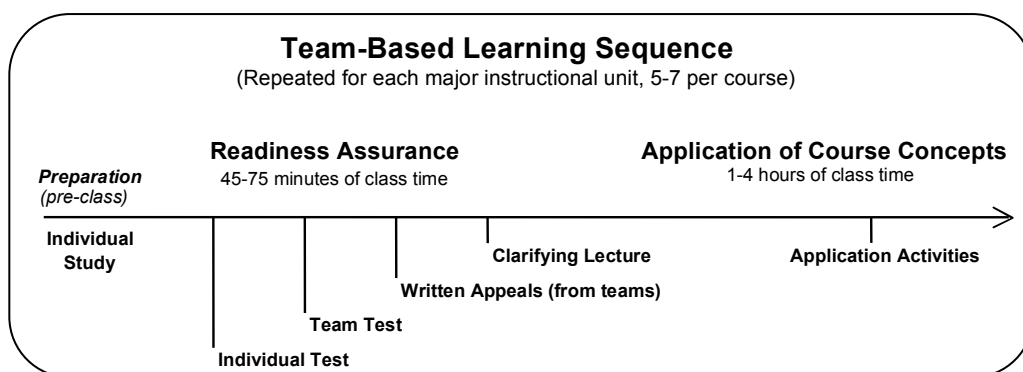 Team-Based Learning Sequence
(Repeated for each major instructional unit, 5-7 per course)
Readiness Assurance
45-75 minutes of class time
Application of Course Concepts
1-4 hours of class time
Preparation
(pre-class)
Individual
Study
Clarifying Lecture
Application Activities
Written Appeals (from teams)
Team Test
Individual Test